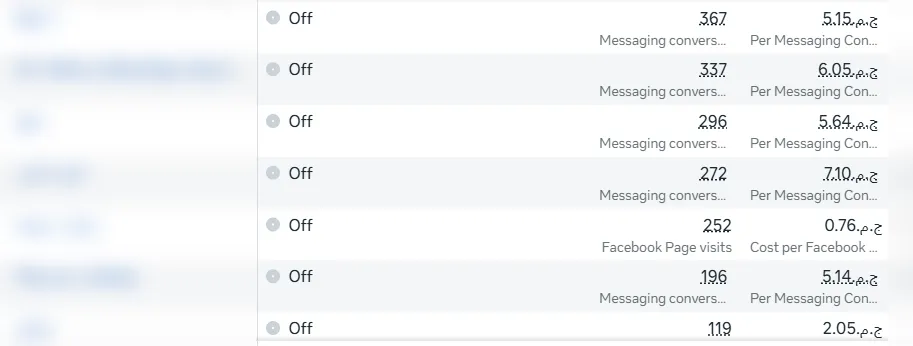 Off 367 ج.م.‏5.15
Messaging convers... Per Messaging Con...
Off 337 ج.م.‏6.05
Messaging convers... Per Messaging Con...
Off 296 ج.م.‏5.64
Messaging convers... Per Messaging Con...
Off 272 ج.م.‏7.10
Messaging convers... Per Messaging Con...
Off 252 ج.م.‏0.76
Facebook Page visits Cost per Facebook ...
Off 196 ج.م.‏5.14
Messaging convers... Per Messaging Con...
Off 119 ج.م.‏2.05